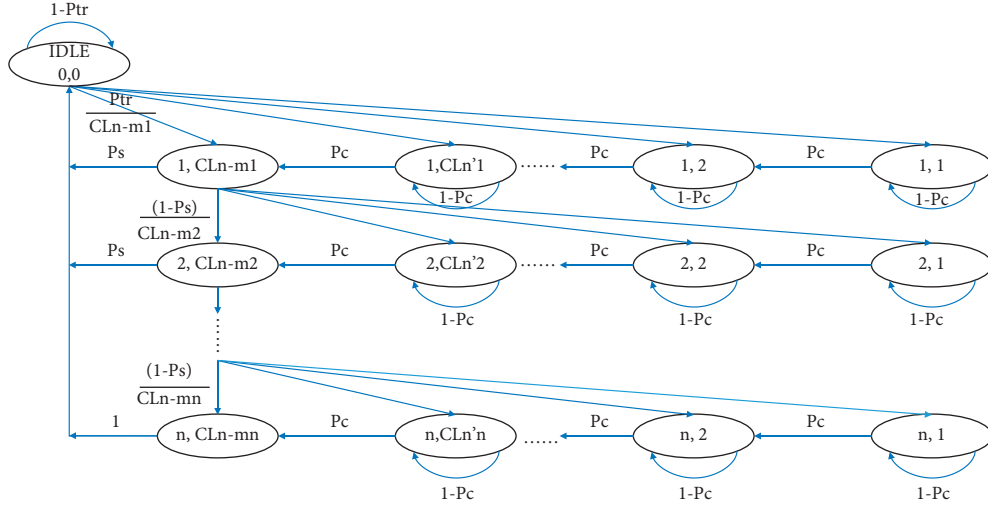 1-Ptr
IDLE
0,0
Ptr
CLn-m1
Ps
1, CLn-m1
Pc
1,CLn'1
......
Pc
1, 2
Pc
1, 1
1-Pc
1-Pc
1-Pc
(1-Ps)
CLn-m2
Ps
2, CLn-m2
Pc
2,CLn'2
......
Pc
2, 2
Pc
2, 1
1-Pc
1-Pc
1-Pc
......
(1-Ps)
CLn-mn
1
n, CLn-mn
Pc
n,CLn'n
......
Pc
n, 2
Pc
n, 1
1-Pc
1-Pc
1-Pc